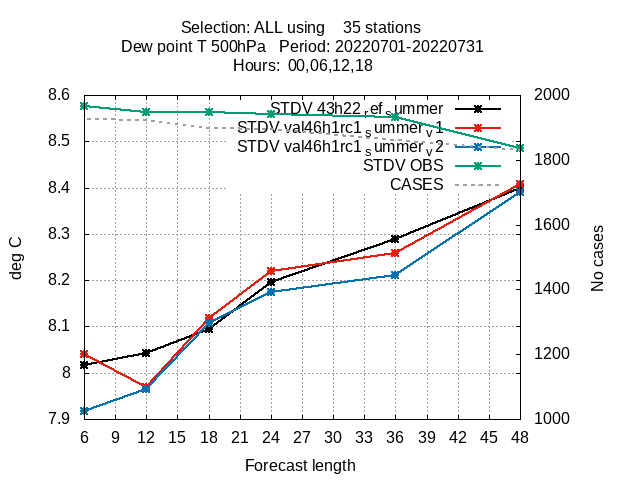 Selection: ALL using    35 stations
Dew point T 500hPa   Period: 20220701-20220731
Hours:  00,06,12,18
8.6
8.5
8.4
8.3
8.2
8.1
8
7.9
deg C
STDV 43h22_ref_summer
STDV val46h1rc1_summer_v1
STDV val46h1rc1_summer_v2
STDV OBS
CASES
2000
1800
1600
1400
1200
1000
No cases
6 9 12 15 18 21 24 27 30 33 36 39 42 45 48
Forecast length